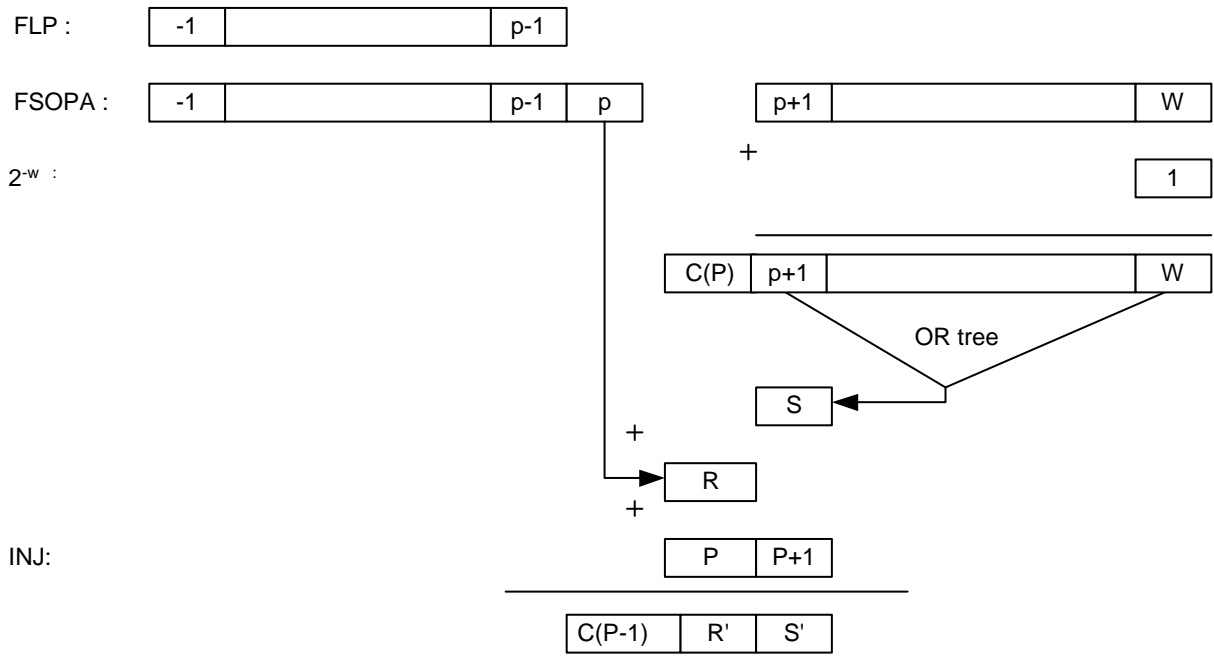 FLP : -1 p-1
FSOPA : -1 p-1 p p+1 W
+
2^-w : 1
C(P) p+1 W
OR tree
S
+
R
+
INJ: P P+1
C(P-1) R' S'